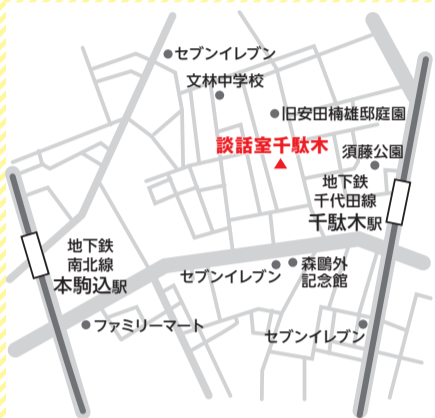 セブンイレブン
文林中学校
旧安田楠雄邸庭園
談話室千駄木
須藤公園
地下鉄
千代田線
千駄木駅
地下鉄
南北線
本駒込駅
セブンイレブン
森鷗外
記念館
ファミリーマート
セブンイレブン